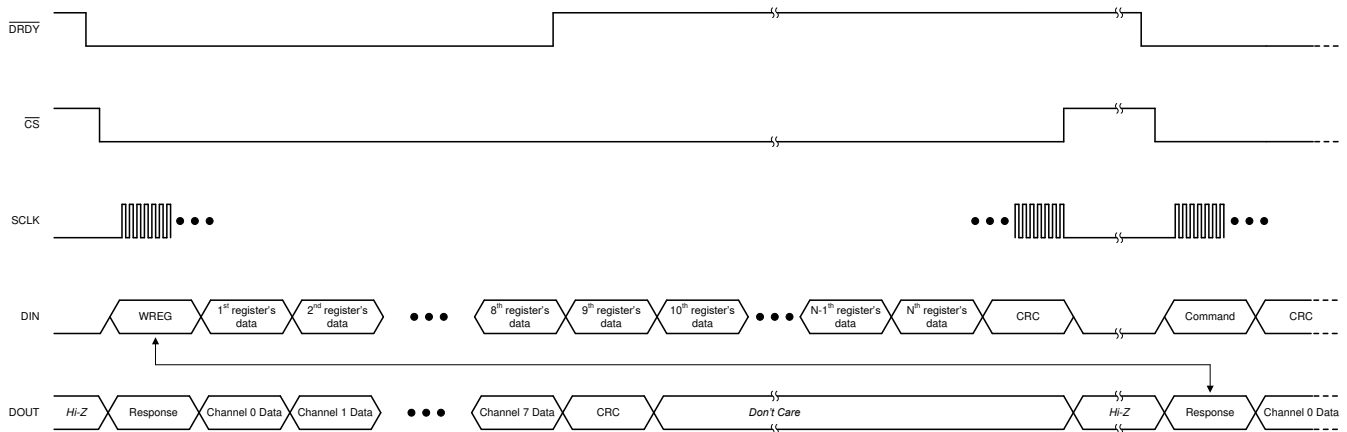 DRDY
CS
SCLK
DIN
WREG
1st register's
data
2nd register's
data
8th register's
data
9th register's
data
10th register's
data
N-1th register's
data
Nth register's
data
CRC
Command
CRC
DOUT
Hi-Z
Response
Channel 0 Data
Channel 1 Data
Channel 7 Data
CRC
Don't Care
Hi-Z
Response
Channel 0 Data